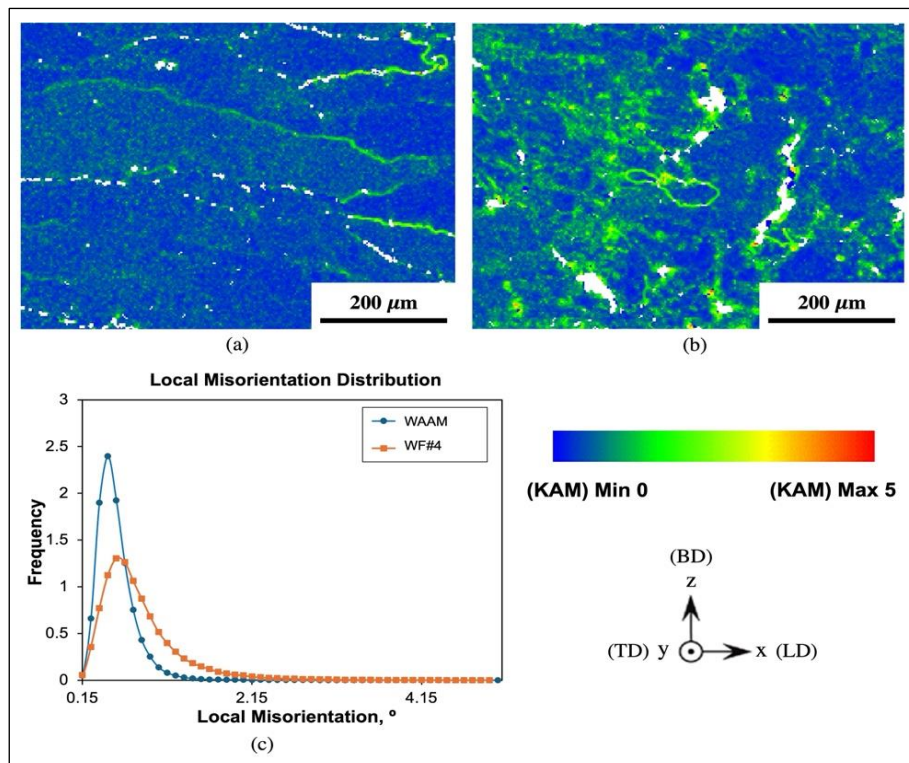 200 μm
200 μm
(a)
(b)
Local Misorientation Distribution
3
2.5
2
1.5
1
0.5
0
Frequency
WAAM
WF#4
0.15
2.15
4.15
Local Misorientation, º
(c)
(KAM) Min 0
(KAM) Max 5
(BD)
z
(TD) y
x (LD)